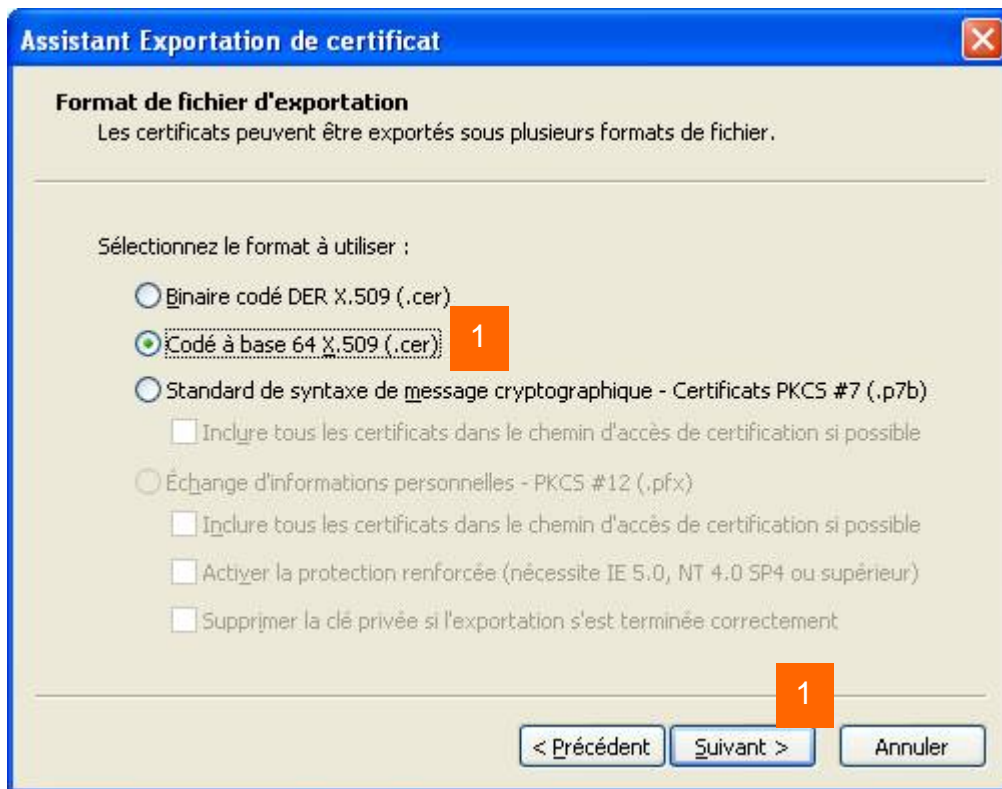 Assistant Exportation de certificat
Format de fichier d'exportation
Les certificats peuvent être exportés sous plusieurs formats de fichier.
Sélectionnez le format à utiliser :
Binaire codé DER X.509 (.cer)
Codé à base 64 X.509 (.cer) 1
Standard de syntaxe de message cryptographique - Certificats PKCS #7 (.p7b)
Inclure tous les certificats dans le chemin d'accès de certification si possible
Échange d'informations personnelles - PKCS #12 (.pfx)
Inclure tous les certificats dans le chemin d'accès de certification si possible
Activer la protection renforcée (nécessite IE 5.0, NT 4.0 SP4 ou supérieur)
Supprimer la clé privée si l'exportation s'est terminée correctement
1
< Précédent Suivant > Annuler